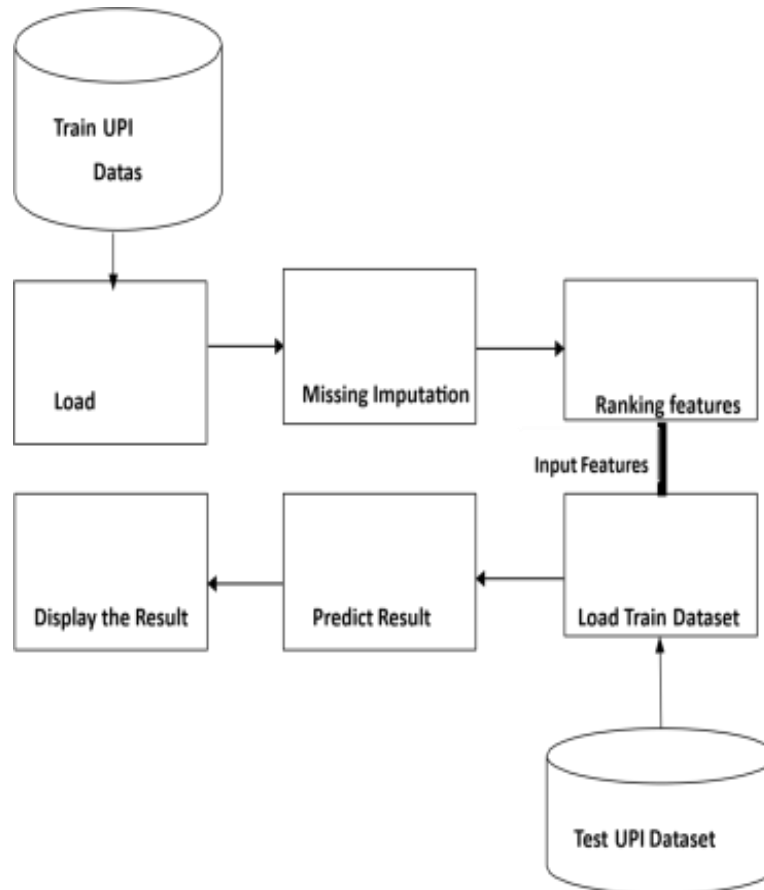 Train UPI
Datas
Load
Missing Imputation
Ranking features
Input Features
Display the Result
Predict Result
Load Train Dataset
Test UPI Dataset